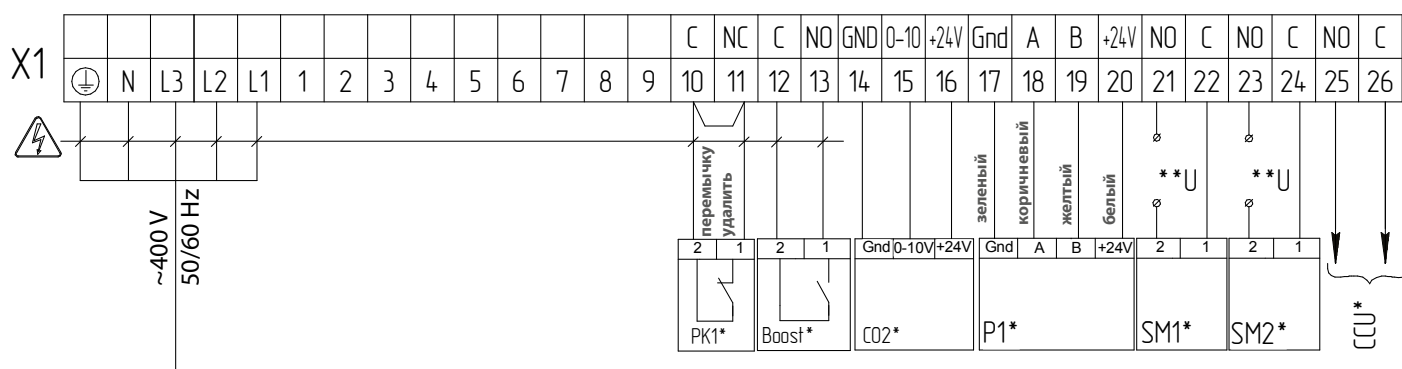 X1
C NC C NO GND 0-10 +24V Gnd A B +24V NO C NO C NO C
N L3 L2 L1 1 2 3 4 5 6 7 8 9 10 11 12 13 14 15 16 17 18 19 20 21 22 23 24 25 26
~400 V
50/60 Hz
перемычку
удалить
зеленый
коричневый
желтый
белый
**U
**U
2 1
2 1
Gnd 0-10V +24V
Gnd A B +24V
2 1
2 1
PK1*
Boost*
CO2*
P1*
SM1*
SM2*
CCU*